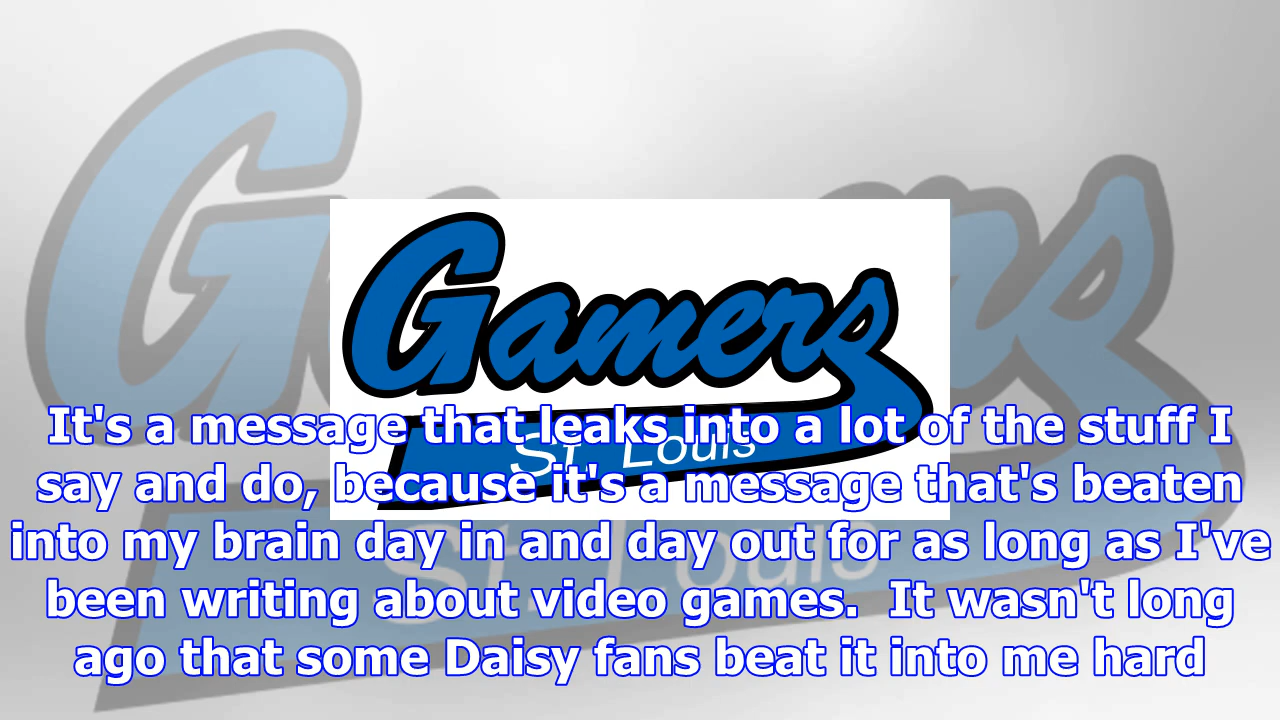 Gamers
St. Louis
It's a message that leaks into a lot of the stuff I
say and do, because it's a message that's beaten
into my brain day in and day out for as long as I've
been writing about video games.  It wasn't long
ago that some Daisy fans beat it into me hard